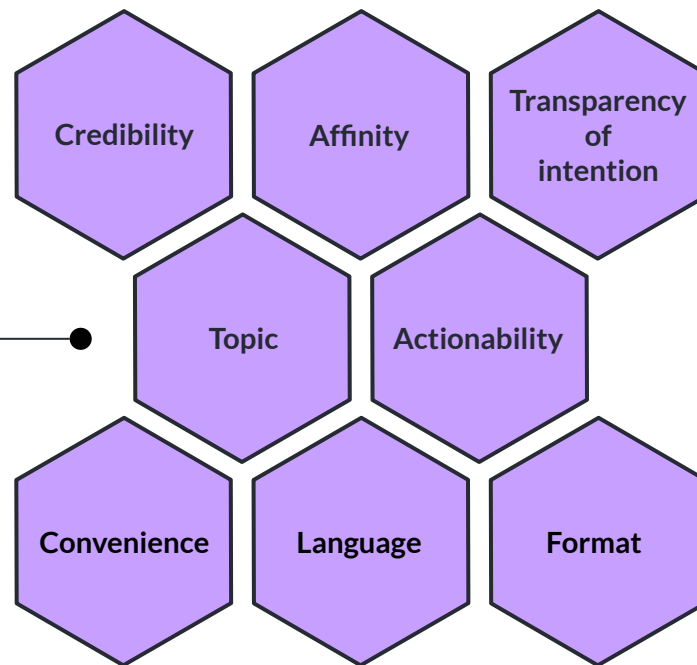 Credibility
Affinity
Transparency
of
intention
Topic
Actionability
Convenience
Language
Format